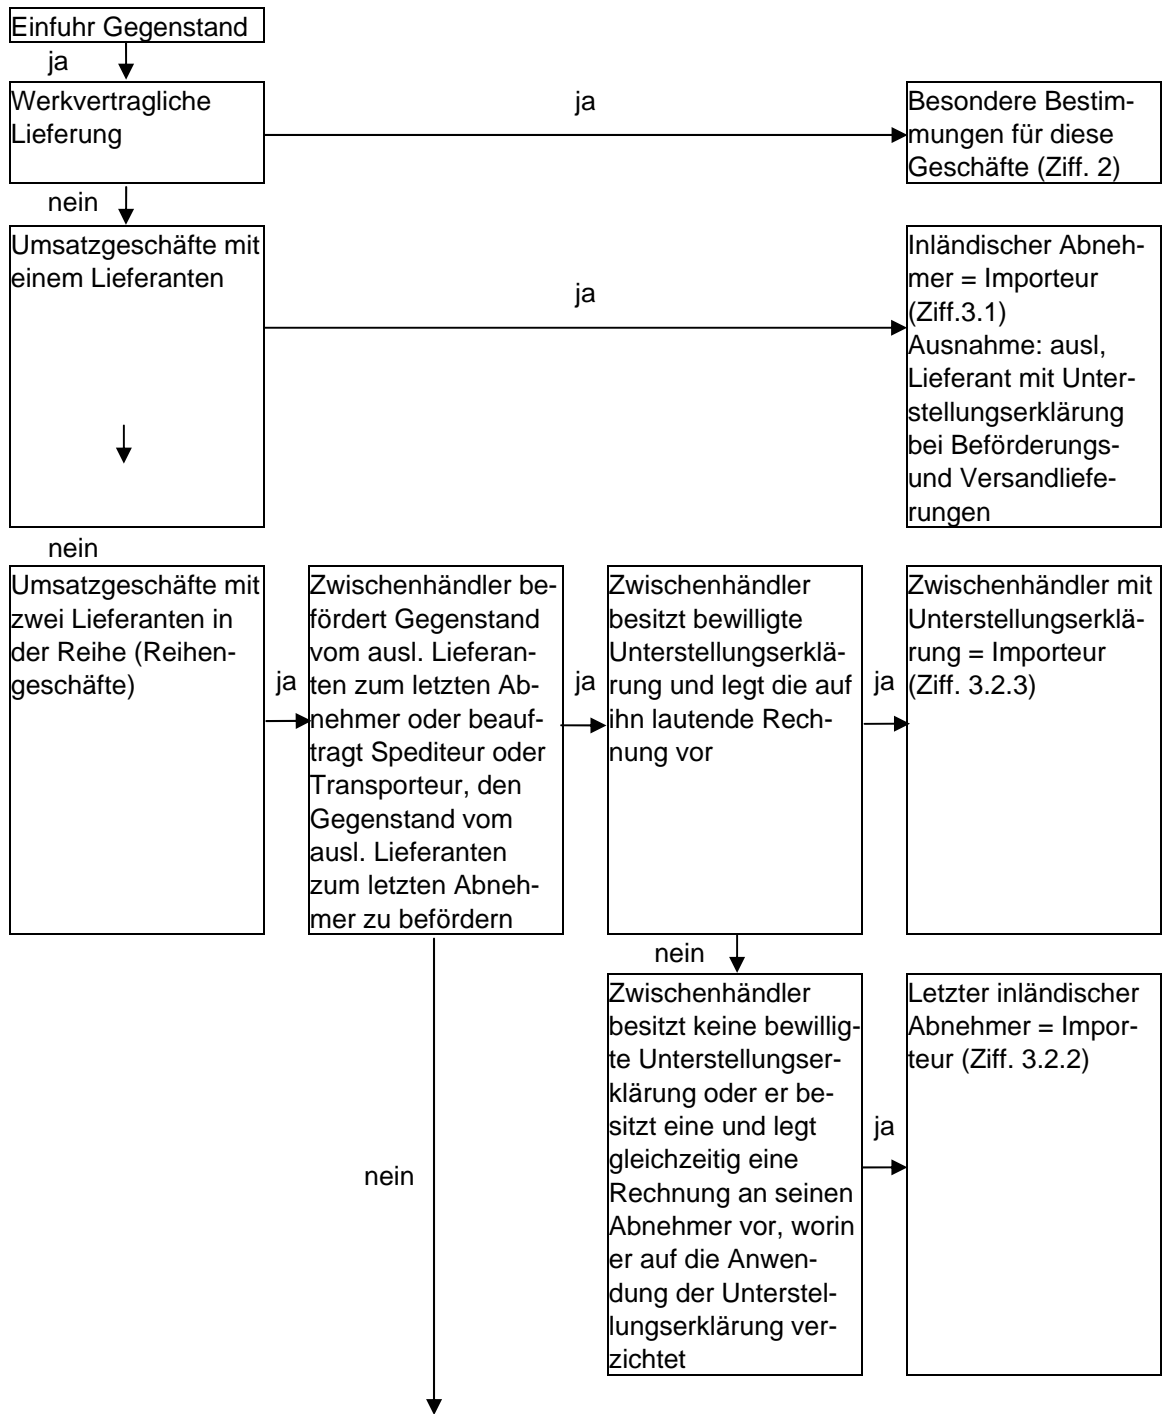 Einfuhr Gegenstand
ja
Werkvertragliche
Lieferung
ja
Besondere Bestim-
mungen für diese
Geschäfte (Ziff. 2)
nein
Umsatzgeschäfte mit
einem Lieferanten
ja
Inländischer Abneh-
mer = Importeur
(Ziff.3.1)
Ausnahme: ausl,
Lieferant mit Unter-
stellungserklärung
bei Beförderungs-
und Versandliefe-
rungen
nein
Umsatzgeschäfte mit
zwei Lieferanten in
der Reihe (Reihen-
geschäfte)
ja
Zwischenhändler be-
fördert Gegenstand
vom ausl. Lieferan-
ten zum letzten Ab-
nehmer oder beauf-
tragt Spediteur oder
Transporteur, den
Gegenstand vom
ausl. Lieferanten
zum letzten Abneh-
mer zu befördern
ja
Zwischenhändler
besitzt bewilligte
Unterstellungserklä-
rung und legt die auf
ihn lautende Rech-
nung vor
ja
Zwischenhändler mit
Unterstellungserklä-
rung = Importeur
(Ziff. 3.2.3)
nein
Zwischenhändler
besitzt keine bewillig-
te Unterstellungser-
klärung oder er be-
sitzt eine und legt
gleichzeitig eine
Rechnung an seinen
Abnehmer vor, worin
er auf die Anwen-
dung der Unterstel-
lungserklärung ver-
zichtet
ja
Letzter inländischer
Abnehmer = Impor-
teur (Ziff. 3.2.2)
nein